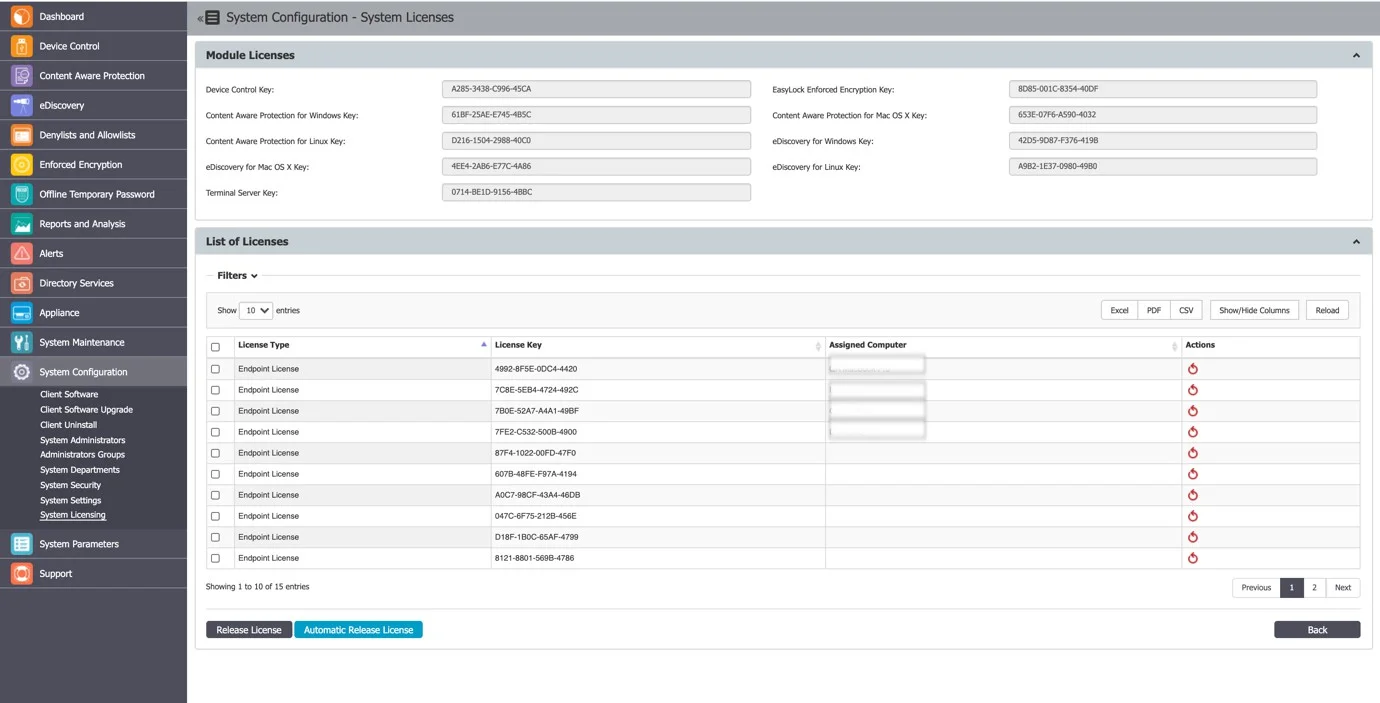 Dashboard
Device Control
Content Aware Protection
eDiscovery
Denylists and Allowlists
Enforced Encryption
Offline Temporary Password
Reports and Analysis
Alerts
Directory Services
Appliance
System Maintenance
System Configuration
Client Software
Client Software Upgrade
Client Uninstall
System Administrators
Administrators Groups
System Departments
System Security
System Settings
System Licensing
System Parameters
Support
System Configuration - System Licenses
Module Licenses
Device Control Key: A285-3438-C996-45CA EasyLock Enforced Encryption Key: 8D85-001C-8354-40DF
Content Aware Protection for Windows Key: 61BF-25AE-E745-4B5C Content Aware Protection for Mac OS X Key: 653E-07F6-A590-4032
Content Aware Protection for Linux Key: D216-1504-2988-40C0 eDiscovery for Windows Key: 42D5-9D87-F376-419B
eDiscovery for Mac OS X Key: 4EE4-2AB6-E77C-4A86 eDiscovery for Linux Key: A9B2-1E37-0980-49B0
Terminal Server Key: 0714-BE1D-9156-4BBC
List of Licenses
Filters
Show 10 entries Excel PDF CSV Show/Hide Columns Reload
License Type License Key Assigned Computer Actions
Endpoint License 4992-8F5E-0DC4-4420
Endpoint License 7C8E-5EB4-4724-492C
Endpoint License 7B0E-52A7-A4A1-49BF
Endpoint License 7FE2-C532-500B-4900
Endpoint License 87F4-1022-00FD-47F0
Endpoint License 607B-48FE-F97A-4194
Endpoint License A0C7-98CF-43A4-46DB
Endpoint License 047C-6F75-212B-456E
Endpoint License D18F-1B0C-65AF-4799
Endpoint License 8121-8801-569B-4786
Showing 1 to 10 of 15 entries Previous 1 2 Next
Release License Automatic Release License Back